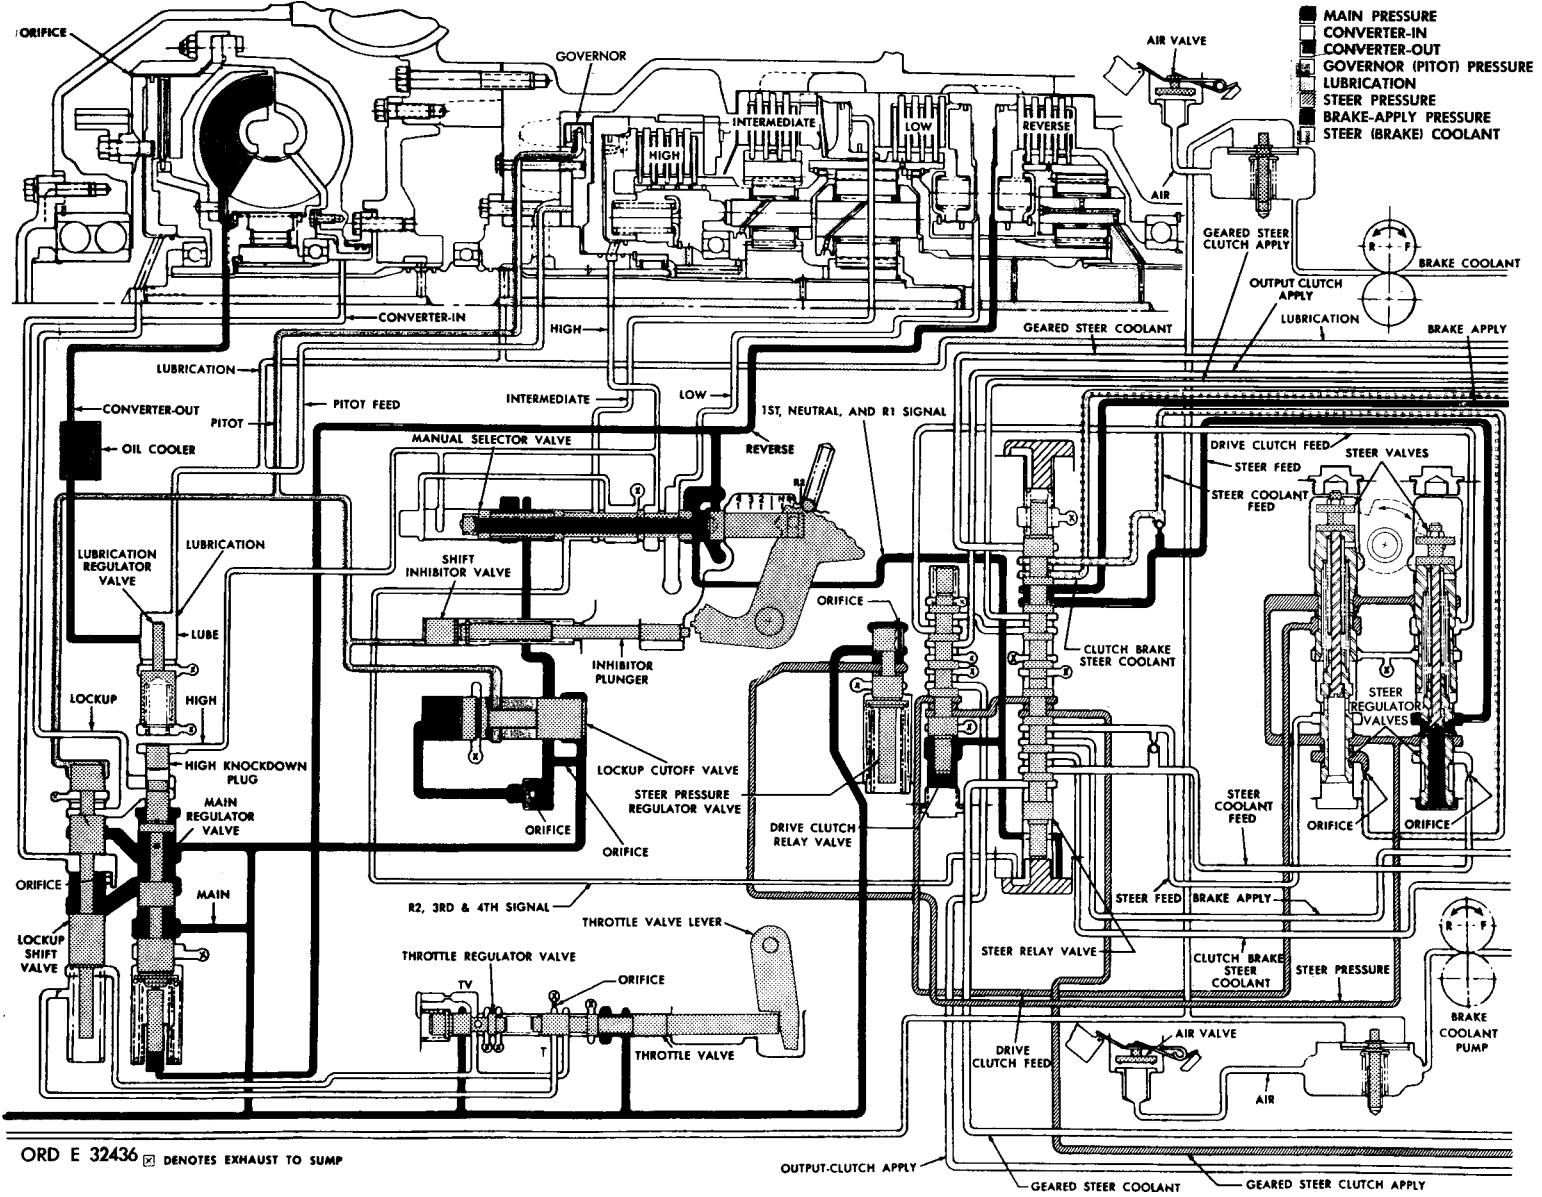 MAIN PRESSURE
CONVERTER-IN
CONVERTER-OUT
GOVERNOR (PITOT) PRESSURE
LUBRICATION
STEER PRESSURE
BRAKE-APPLY PRESSURE
STEER (BRAKE) COOLANT
ORIFICE
GOVERNOR
AIR VALVE
INTERMEDIATE
LOW
REVERSE
HIGH
AIR
GEARED STEER
CLUTCH APPLY
R F
BRAKE COOLANT
OUTPUT CLUTCH
APPLY
LUBRICATION
CONVERTER-IN
HIGH
GEARED STEER COOLANT
BRAKE APPLY
LUBRICATION
INTERMEDIATE
LOW
CONVERTER-OUT
PITOT FEED
PITOT
1ST, NEUTRAL, AND R1 SIGNAL
OIL COOLER
MANUAL SELECTOR VALVE
REVERSE
DRIVE CLUTCH FEED
STEER VALVES
STEER FEED
R2
4 3 2 1 N R1
STEER COOLANT
FEED
LUBRICATION
REGULATOR
VALVE
LUBRICATION
SHIFT
INHIBITOR VALVE
ORIFICE
LUBE
INHIBITOR
PLUNGER
CLUTCH BRAKE
STEER COOLANT
LOCKUP
HIGH
STEER
REGULATOR
VALVES
HIGH KNOCKDOWN
PLUG
LOCKUP CUTOFF VALVE
STEER PRESSURE
REGULATOR VALVE
MAIN
REGULATOR
VALVE
ORIFICE
ORIFICE
DRIVE CLUTCH
RELAY VALVE
STEER
COOLANT
FEED
ORIFICE
ORIFICE
ORIFICE
MAIN
R2, 3RD & 4TH SIGNAL
STEER FEED
BRAKE APPLY
THROTTLE VALVE LEVER
R F
LOCKUP
SHIFT
VALVE
THROTTLE REGULATOR VALVE
STEER RELAY VALVE
CLUTCH BRAKE
STEER
COOLANT
STEER PRESSURE
TV
ORIFICE
T
THROTTLE VALVE
DRIVE
CLUTCH FEED
AIR VALVE
BRAKE
COOLANT
PUMP
AIR
ORD E 32436
X DENOTES EXHAUST TO SUMP
OUTPUT-CLUTCH APPLY
GEARED STEER COOLANT
GEARED STEER CLUTCH APPLY